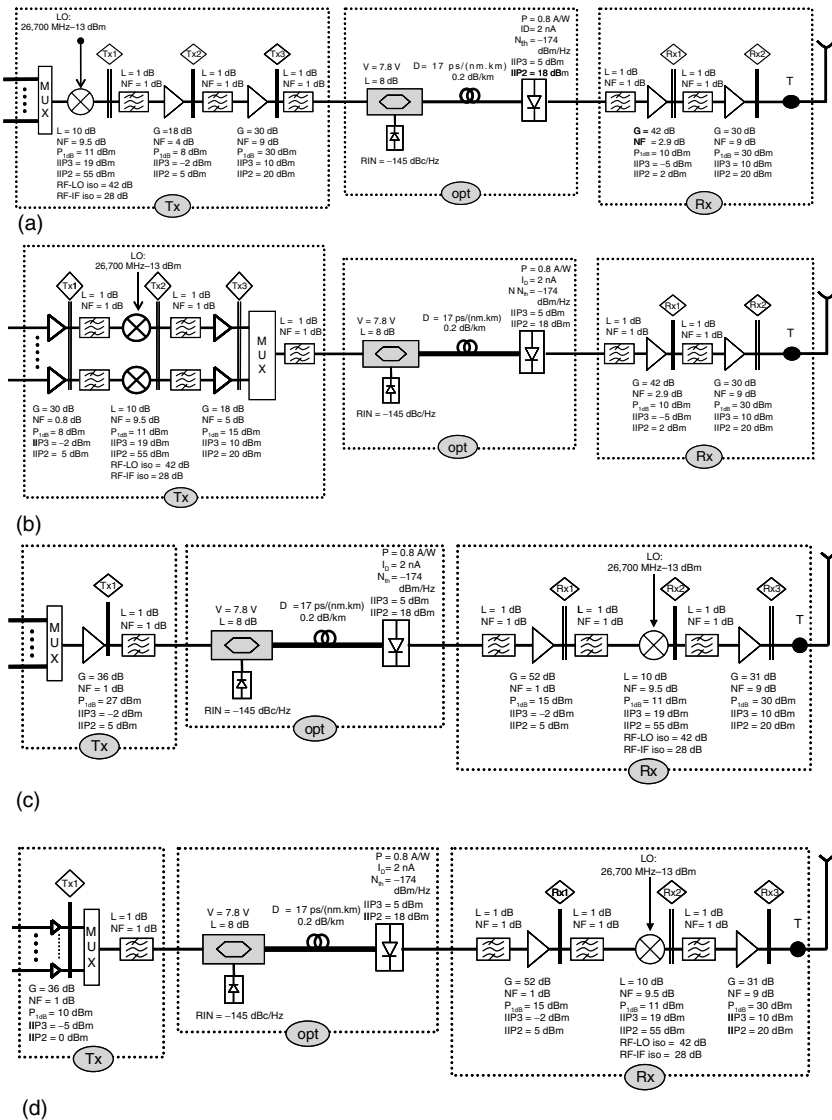 LO:
26,700 MHz–13 dBm
Tx1
Tx2
Tx3
L = 1 dB
NF = 1 dB
L = 1 dB
NF = 1 dB
L = 1 dB
NF = 1 dB
MUX
L = 10 dB
NF = 9.5 dB
P1dB = 11 dBm
IIP3 = 19 dBm
IIP2 = 55 dBm
RF-LO iso = 42 dB
RF-IF iso = 28 dB
G =18 dB
NF = 4 dB
P1dB = 8 dBm
IIP3 = –2 dBm
IIP2 = 5 dBm
G = 30 dB
NF = 9 dB
P1dB = 30 dBm
IIP3 = 10 dBm
IIP2 = 20 dBm
Tx
V = 7.8 V
L = 8 dB
D = 17 ps/(nm.km)
0.2 dB/km
P = 0.8 A/W
ID = 2 nA
Nth = –174
dBm/Hz
IIP3 = 5 dBm
IIP2 = 18 dBm
RIN = –145 dBc/Hz
opt
L = 1 dB
NF = 1 dB
Rx1
L = 1 dB
NF = 1 dB
Rx2
T
G = 42 dB
NF = 2.9 dB
P1dB = 10 dBm
IIP3 = –5 dBm
IIP2 = 2 dBm
G = 30 dB
NF = 9 dB
P1dB = 30 dBm
IIP3 = 10 dBm
IIP2 = 20 dBm
Rx
(a)
LO:
26,700 MHz–13 dBm
Tx1
Tx2
Tx3
L = 1 dB
NF = 1 dB
L = 1 dB
NF = 1 dB
MUX
L = 1 dB
NF = 1 dB
G = 30 dB
NF = 0.8 dB
P1dB = 8 dBm
IIP3 = –2 dBm
IIP2 = 5 dBm
L = 10 dB
NF = 9.5 dB
P1dB = 11 dBm
IIP3 = 19 dBm
IIP2 = 55 dBm
RF-LO iso = 42 dB
RF-IF iso = 28 dB
G = 18 dB
NF = 5 dB
P1dB = 15 dBm
IIP3 = 10 dBm
IIP2 = 20 dBm
Tx
V = 7.8 V
L = 8 dB
D = 17 ps/(nm.km)
0.2 dB/km
P = 0.8 A/W
ID = 2 nA
N Nth = –174
dBm/Hz
IIP3 = 5 dBm
IIP2 = 18 dBm
RIN = –145 dBc/Hz
opt
L = 1 dB
NF = 1 dB
Rx1
L = 1 dB
NF = 1 dB
Rx2
T
G = 42 dB
NF = 2.9 dB
P1dB = 10 dBm
IIP3 = –5 dBm
IIP2 = 2 dBm
G = 30 dB
NF = 9 dB
P1dB = 30 dBm
IIP3 = 10 dBm
IIP2 = 20 dBm
Rx
(b)
MUX
Tx1
L = 1 dB
NF = 1 dB
G = 36 dB
NF = 1 dB
P1dB = 27 dBm
IIP3 = –2 dBm
IIP2 = 5 dBm
Tx
V = 7.8 V
L = 8 dB
D = 17 ps/(nm.km)
0.2 dB/km
P = 0.8 A/W
ID = 2 nA
Nth = –174
dBm/Hz
IIP3 = 5 dBm
IIP2 = 18 dBm
RIN = –145 dBc/Hz
opt
LO:
26,700 MHz–13 dBm
L = 1 dB
NF = 1 dB
Rx1
L = 1 dB
NF = 1 dB
Rx2
L = 1 dB
NF = 1 dB
Rx3
T
G = 52 dB
NF = 1 dB
P1dB = 15 dBm
IIP3 = –2 dBm
IIP2 = 5 dBm
L = 10 dB
NF = 9.5 dB
P1dB = 11 dBm
IIP3 = 19 dBm
IIP2 = 55 dBm
RF-LO iso = 42 dB
RF-IF iso = 28 dB
G = 31 dB
NF = 9 dB
P1dB = 30 dBm
IIP3 = 10 dBm
IIP2 = 20 dBm
Rx
(c)
Tx1
MUX
L = 1 dB
NF = 1 dB
G = 36 dB
NF = 1 dB
P1dB = 10 dBm
IIP3 = –5 dBm
IIP2 = 0 dBm
Tx
V = 7.8 V
L = 8 dB
D = 17 ps/(nm.km)
0.2 dB/km
P = 0.8 A/W
ID = 2 nA
Nth = –174
dBm/Hz
IIP3 = 5 dBm
IIP2 = 18 dBm
RIN = –145 dBc/Hz
opt
LO:
26,700 MHz–13 dBm
L = 1 dB
NF = 1 dB
Rx1
L = 1 dB
NF = 1 dB
Rx2
L = 1 dB
NF = 1 dB
Rx3
T
G = 52 dB
NF = 1 dB
P1dB = 15 dBm
IIP3 = –2 dBm
IIP2 = 5 dBm
L = 10 dB
NF = 9.5 dB
P1dB = 11 dBm
IIP3 = 19 dBm
IIP2 = 55 dBm
RF-LO iso = 42 dB
RF-IF iso = 28 dB
G = 31 dB
NF = 9 dB
P1dB = 30 dBm
IIP3 = 10 dBm
IIP2 = 20 dBm
Rx
(d)